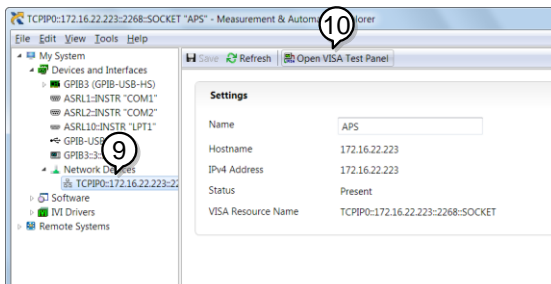 TCPIP0::172.16.22.223::2268::SOCKET "APS" - Measurement & Automation Explorer
10
File Edit View Tools Help
My System
Devices and Interfaces
GPIB3 (GPIB-USB-HS)
ASRL1::INSTR "COM1"
ASRL2::INSTR "COM2"
ASRL10::INSTR "LPT1"
GPIB-USB
GPIB3::3::
9
Network Devices
TCPIP0::172.16.22.223::22
Software
IVI Drivers
Remote Systems
Save Refresh Open VISA Test Panel
Settings
Name APS
Hostname 172.16.22.223
IPv4 Address 172.16.22.223
Status Present
VISA Resource Name TCPIP0::172.16.22.223::2268::SOCKET